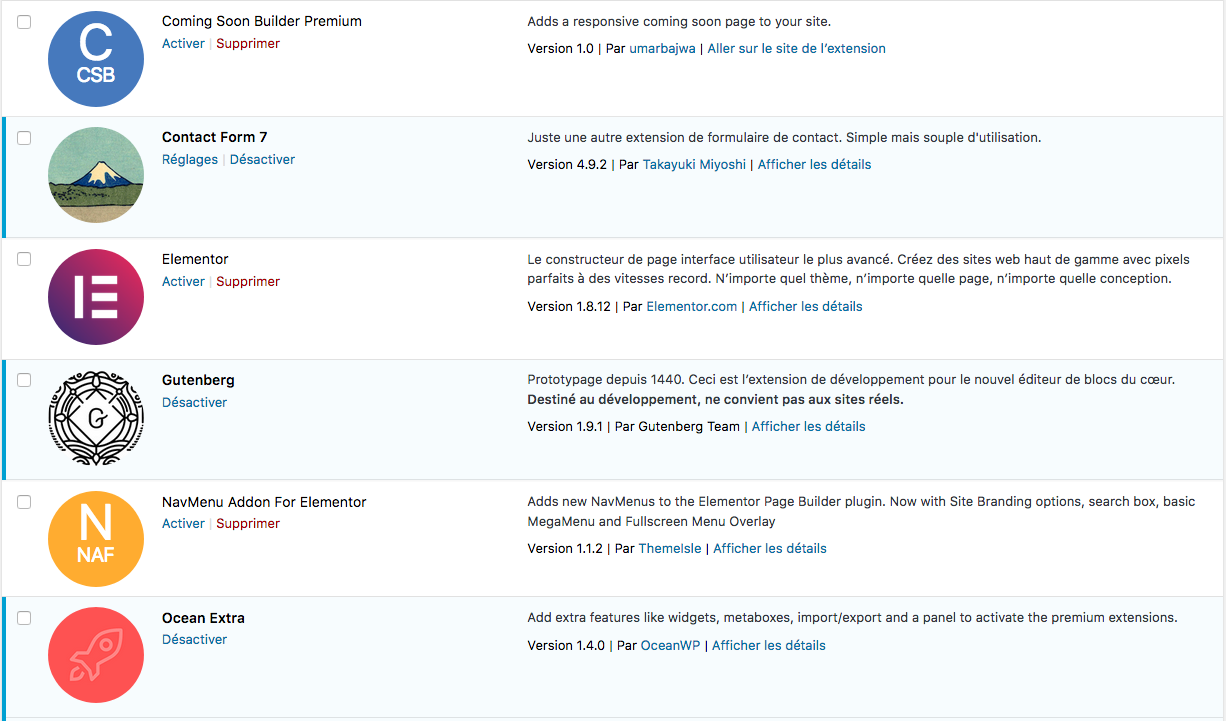 C
CSB
Coming Soon Builder Premium
Activer | Supprimer
Adds a responsive coming soon page to your site.
Version 1.0 | Par umarbajwa | Aller sur le site de l’extension
Contact Form 7
Réglages | Désactiver
Juste une autre extension de formulaire de contact. Simple mais souple d'utilisation.
Version 4.9.2 | Par Takayuki Miyoshi | Afficher les détails
Elementor
Activer | Supprimer
Le constructeur de page interface utilisateur le plus avancé. Créez des sites web haut de gamme avec pixels
parfaits à des vitesses record. N’importe quel thème, n’importe quelle page, n’importe quelle conception.
Version 1.8.12 | Par Elementor.com | Afficher les détails
G
Gutenberg
Désactiver
Prototypage depuis 1440. Ceci est l’extension de développement pour le nouvel éditeur de blocs du cœur.
Destiné au développement, ne convient pas aux sites réels.
Version 1.9.1 | Par Gutenberg Team | Afficher les détails
N
NAF
NavMenu Addon For Elementor
Activer | Supprimer
Adds new NavMenus to the Elementor Page Builder plugin. Now with Site Branding options, search box, basic
MegaMenu and Fullscreen Menu Overlay
Version 1.1.2 | Par ThemeIsle | Afficher les détails
Ocean Extra
Désactiver
Add extra features like widgets, metaboxes, import/export and a panel to activate the premium extensions.
Version 1.4.0 | Par OceanWP | Afficher les détails